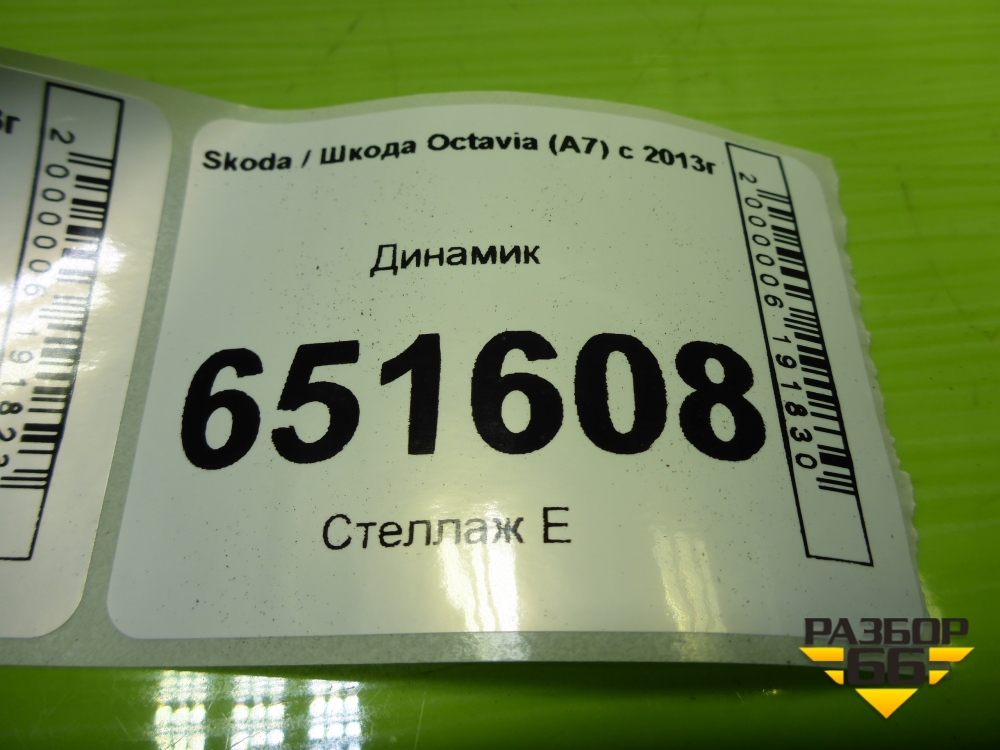 Skoda / Шкода Octavia (A7) с 2013г
Динамик
651608
Стеллаж Е
2000006191830
РАЗБОР
66